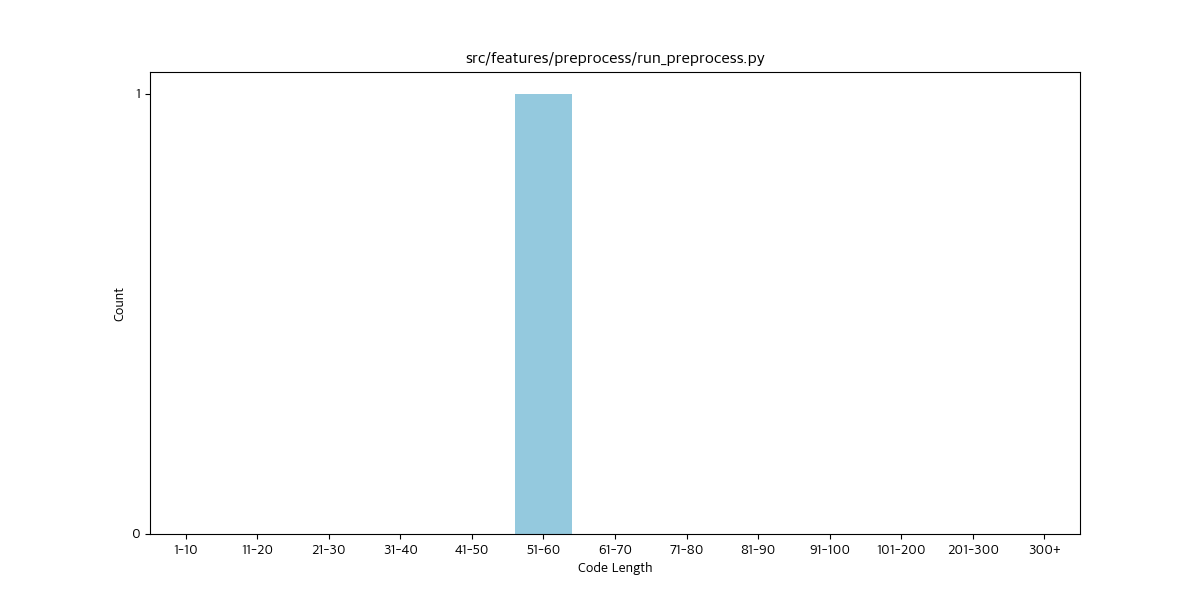 src/features/preprocess/run_preprocess.py
1
Count
0
1-10 11-20 21-30 31-40 41-50 51-60 61-70 71-80 81-90 91-100 101-200 201-300 300+
Code Length